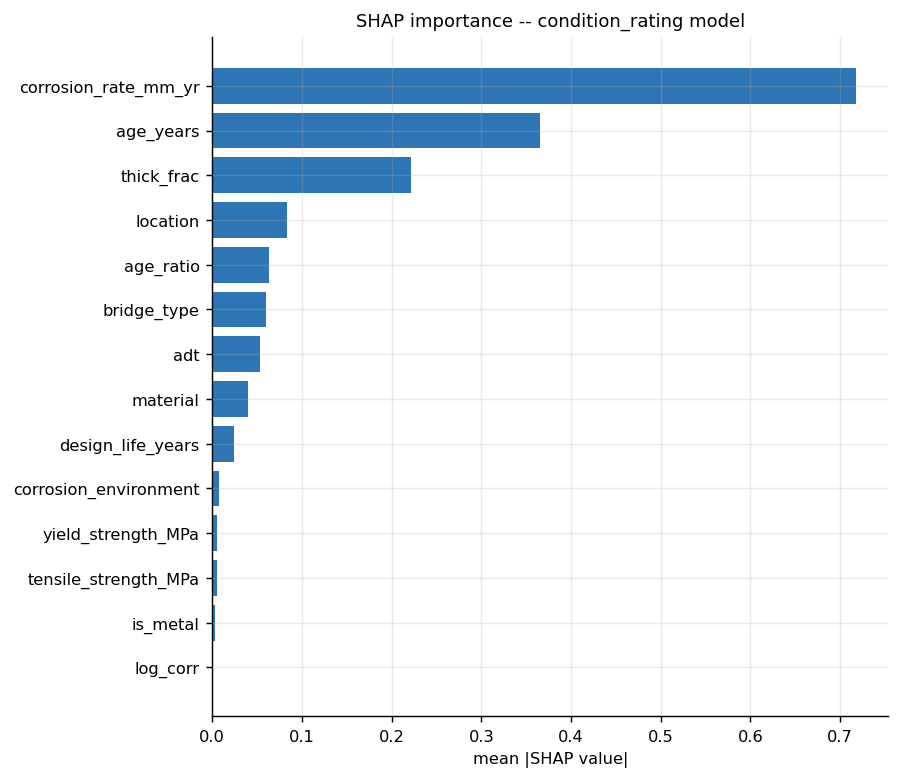 SHAP importance -- condition_rating model
corrosion_rate_mm_yr
age_years
thick_frac
location
age_ratio
bridge_type
adt
material
design_life_years
corrosion_environment
yield_strength_MPa
tensile_strength_MPa
is_metal
log_corr
0.0 0.1 0.2 0.3 0.4 0.5 0.6 0.7
mean |SHAP value|